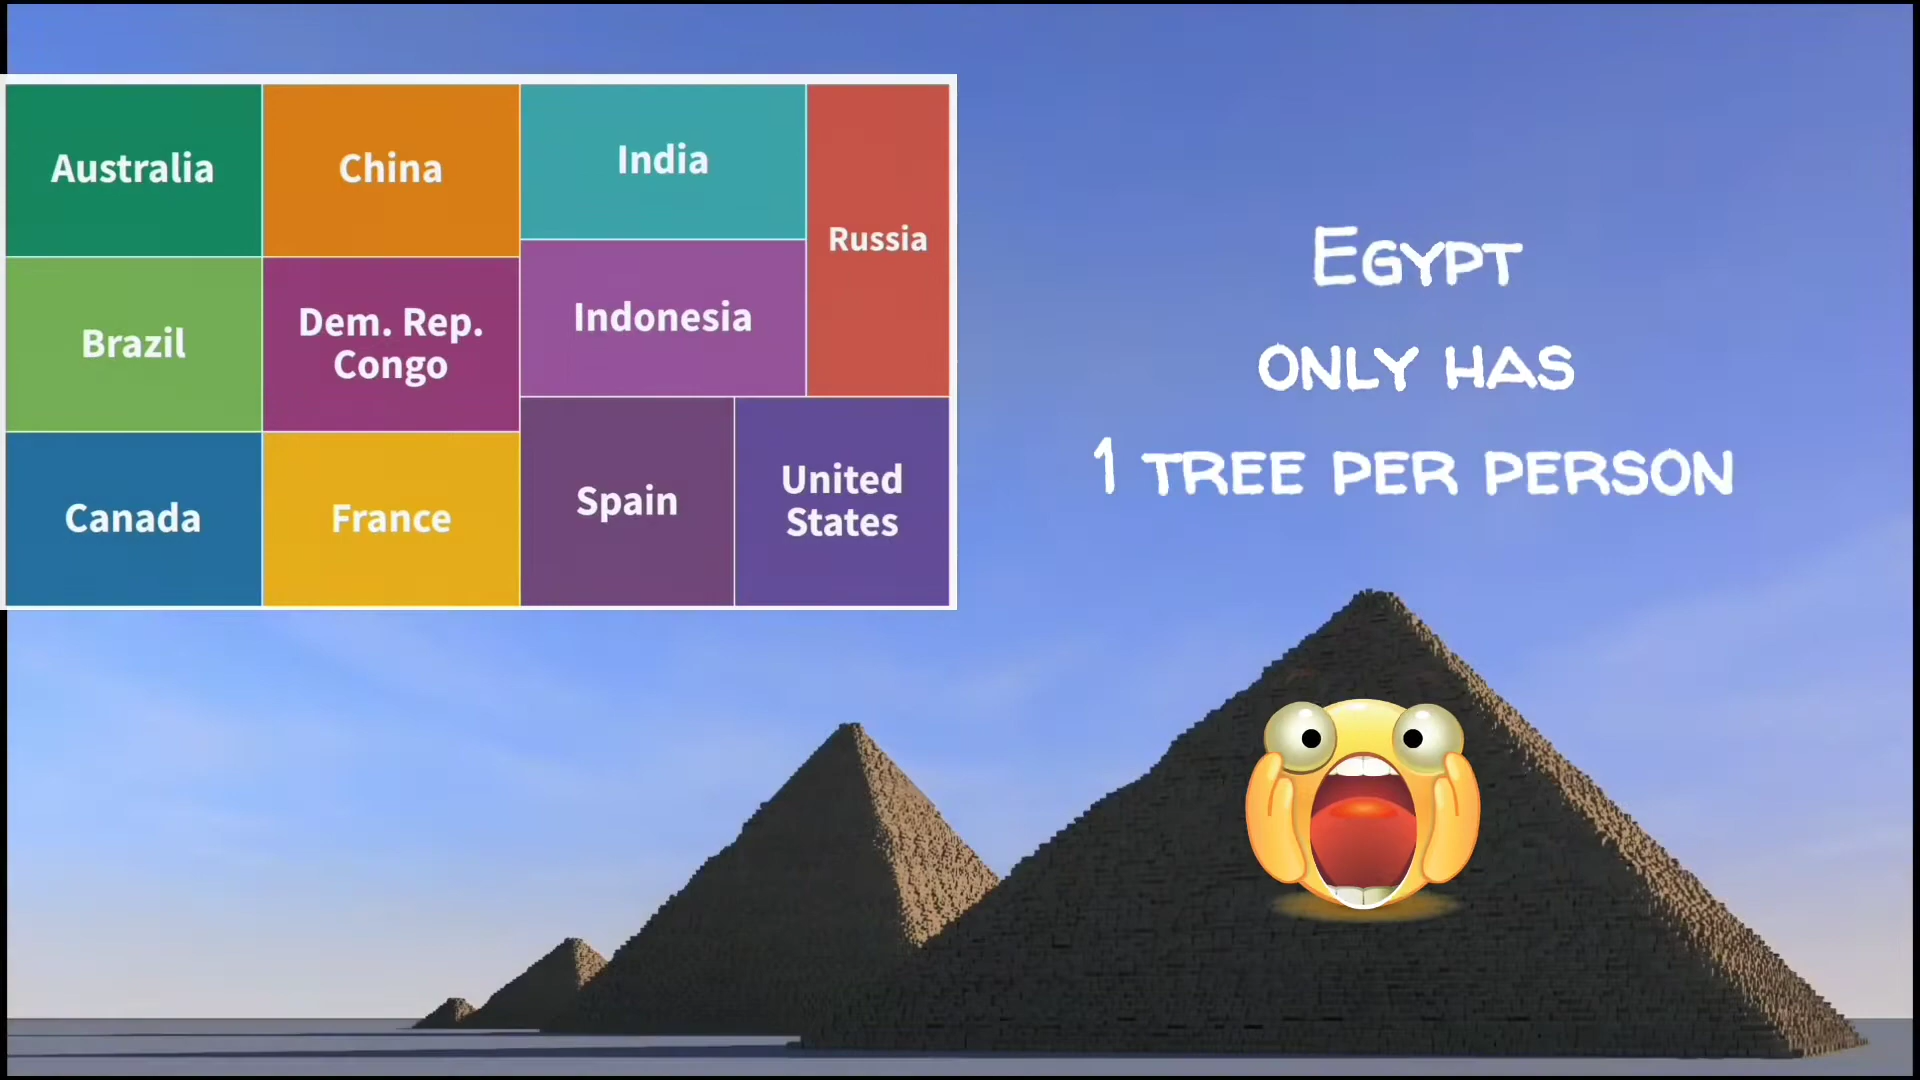 Australia
China
India
Russia
Brazil
Dem. Rep.
Congo
Indonesia
Canada
France
Spain
United
States
Egypt
only has
1 tree per person